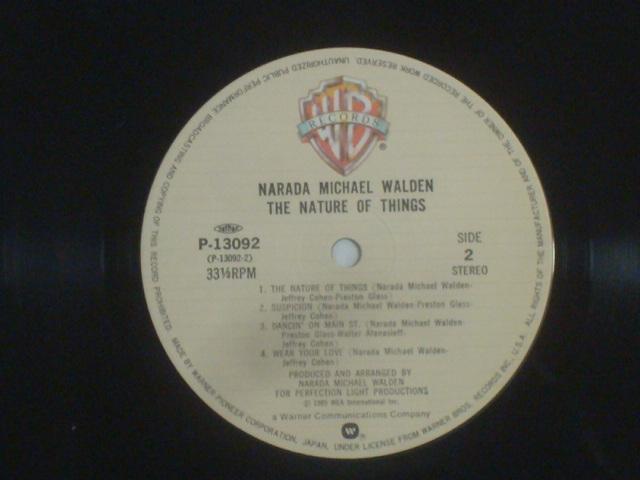 WB
RECORDS
®
NARADA MICHAEL WALDEN
THE NATURE OF THINGS
P-13092
(P-13092-2)
33⅓RPM
SIDE
2
STEREO
1. THE NATURE OF THINGS (Narada Michael Walden-
Jeffrey Cohen-Preston Glass)
2. SUSPICION (Narada Michael Walden-Preston Glass-
Jeffrey Cohen)
3. DANCIN' ON MAIN ST. (Narada Michael Walden-
Preston Glass-Walter Afanasieff-
Jeffrey Cohen)
4. WEAR YOUR LOVE (Narada Michael Walden-
Jeffrey Cohen)
PRODUCED AND ARRANGED BY
NARADA MICHAEL WALDEN
FOR PERFECTION LIGHT PRODUCTIONS
1985 WEA International Inc.
a Warner Communications Company
MADE BY WARNER-PIONEER CORPORATION, JAPAN, UNDER LICENSE FROM WARNER BROS. RECORDS INC. U.S.A. ALL RIGHTS OF THE MANUFACTURER AND OF THE OWNER OF THE RECORDED WORK RESERVED. UNAUTHORIZED PUBLIC PERFORMANCE, BROADCASTING AND COPYING OF THIS RECORD PROHIBITED.